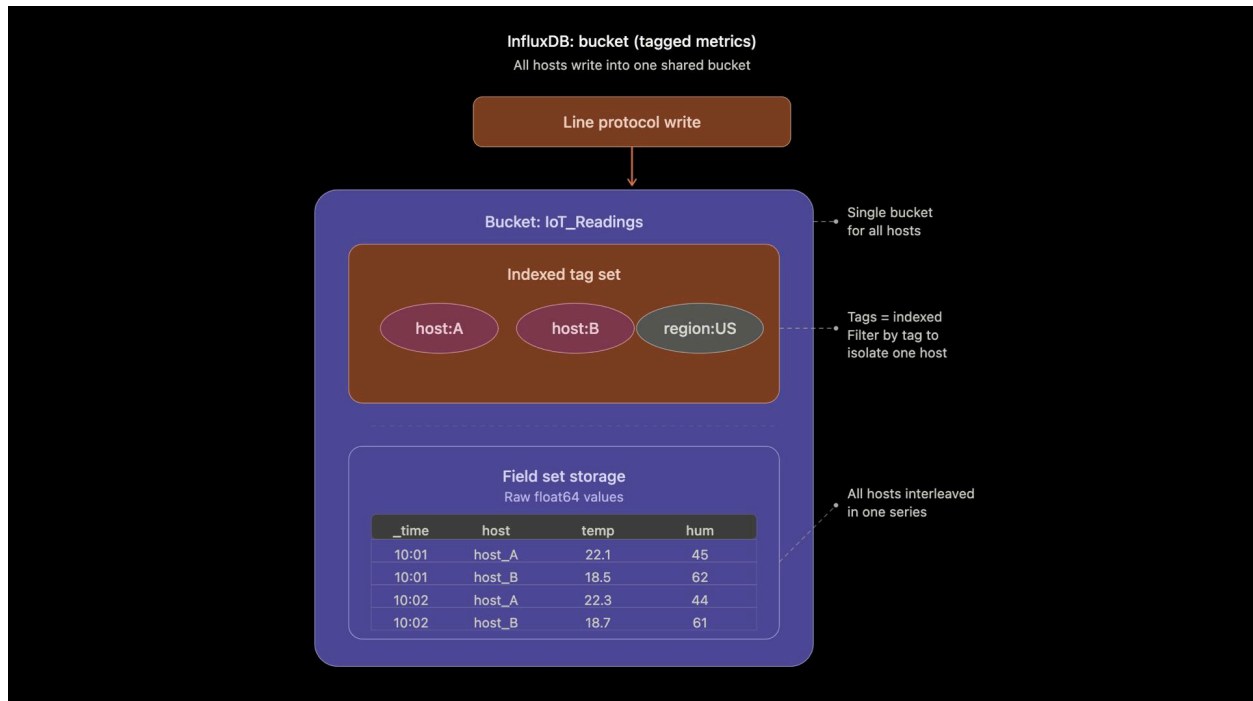 InfluxDB: bucket (tagged metrics)
All hosts write into one shared bucket
Line protocol write
Bucket: IoT_Readings
Single bucket
for all hosts
Indexed tag set
host:A host:B region:US
Tags = indexed
Filter by tag to
isolate one host
Field set storage
Raw float64 values
All hosts interleaved
in one series
_time host temp hum
10:01 host_A 22.1 45
10:01 host_B 18.5 62
10:02 host_A 22.3 44
10:02 host_B 18.7 61